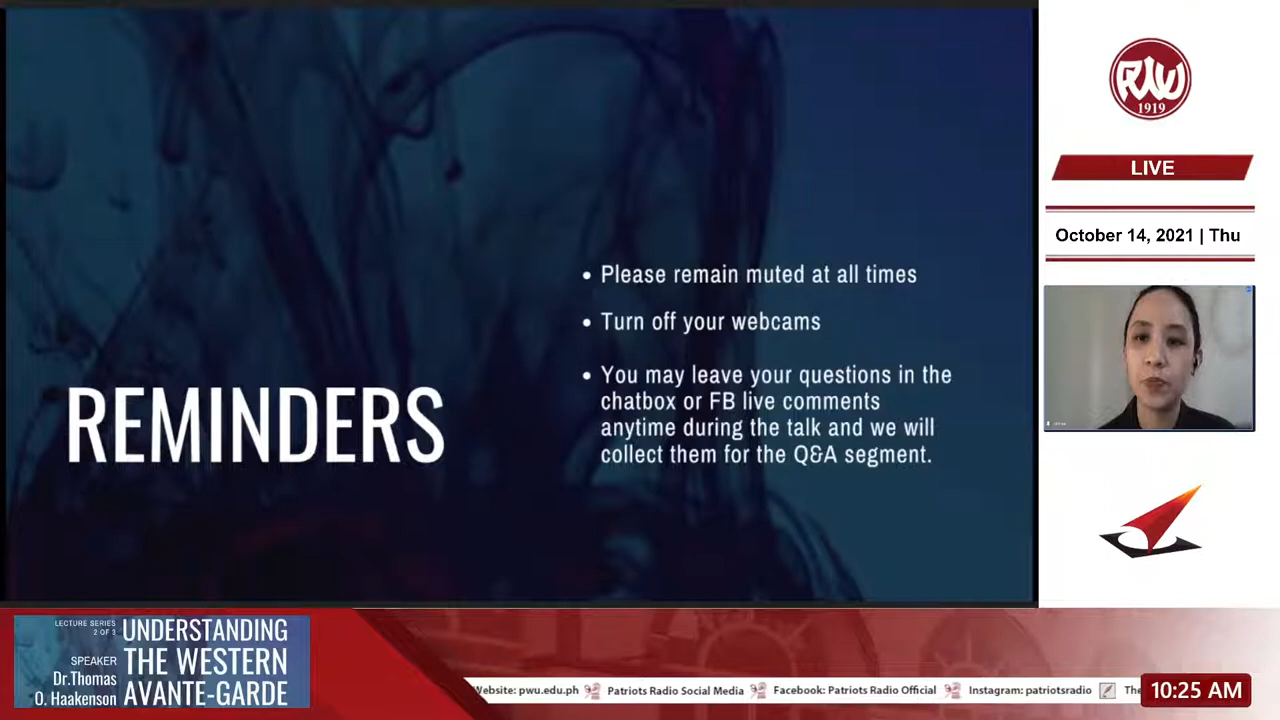 REMINDERS
Please remain muted at all times
Turn off your webcams
You may leave your questions in the
chatbox or FB live comments
anytime during the talk and we will
collect them for the Q&A segment.
1919
LIVE
October 14, 2021 | Thu
LECTURE SERIES
2 OF 3
UNDERSTANDING
THE WESTERN
AVANTE-GARDE
SPEAKER
Dr.Thomas
O. Haakenson
Website: pwu.edu.ph Patriots Radio Social Media Facebook: Patriots Radio Official Instagram: patriotsradio The
10:25 AM